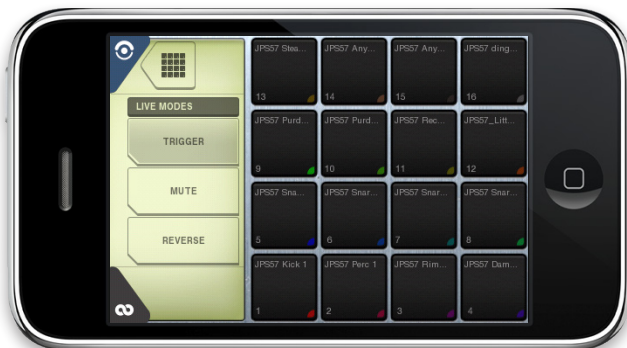 JPS57 Stea...
JPS57 Any...
JPS57 Any...
JPS57 ding...
13
14
15
16
LIVE MODES
TRIGGER
MUTE
REVERSE
JPS57 Purd...
JPS57 Purd...
JPS57 Rec...
JPS57_Litt...
9
10
11
12
JPS57 Sna...
JPS57 Snar...
JPS57 Snar...
JPS57 Snar...
5
6
7
8
JPS57 Kick 1
JPS57 Perc 1
JPS57 Rim...
JPS57 Dam...
1
2
3
4